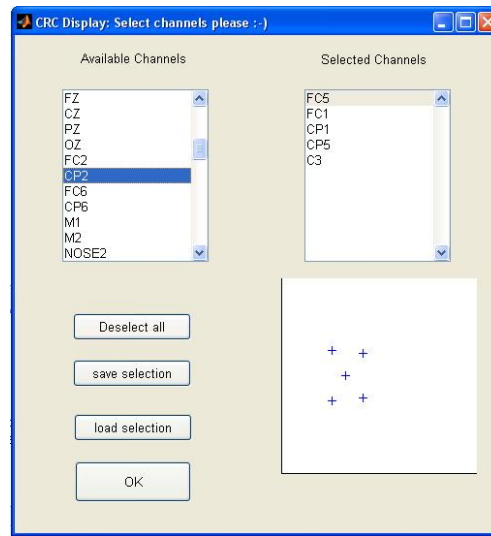 CRC Display: Select channels please :-)
Available Channels
FZ
CZ
PZ
OZ
FC2
CP2
FC6
CP6
M1
M2
NOSE2
Selected Channels
FC5
FC1
CP1
CP5
C3
Deselect all
save selection
load selection
OK